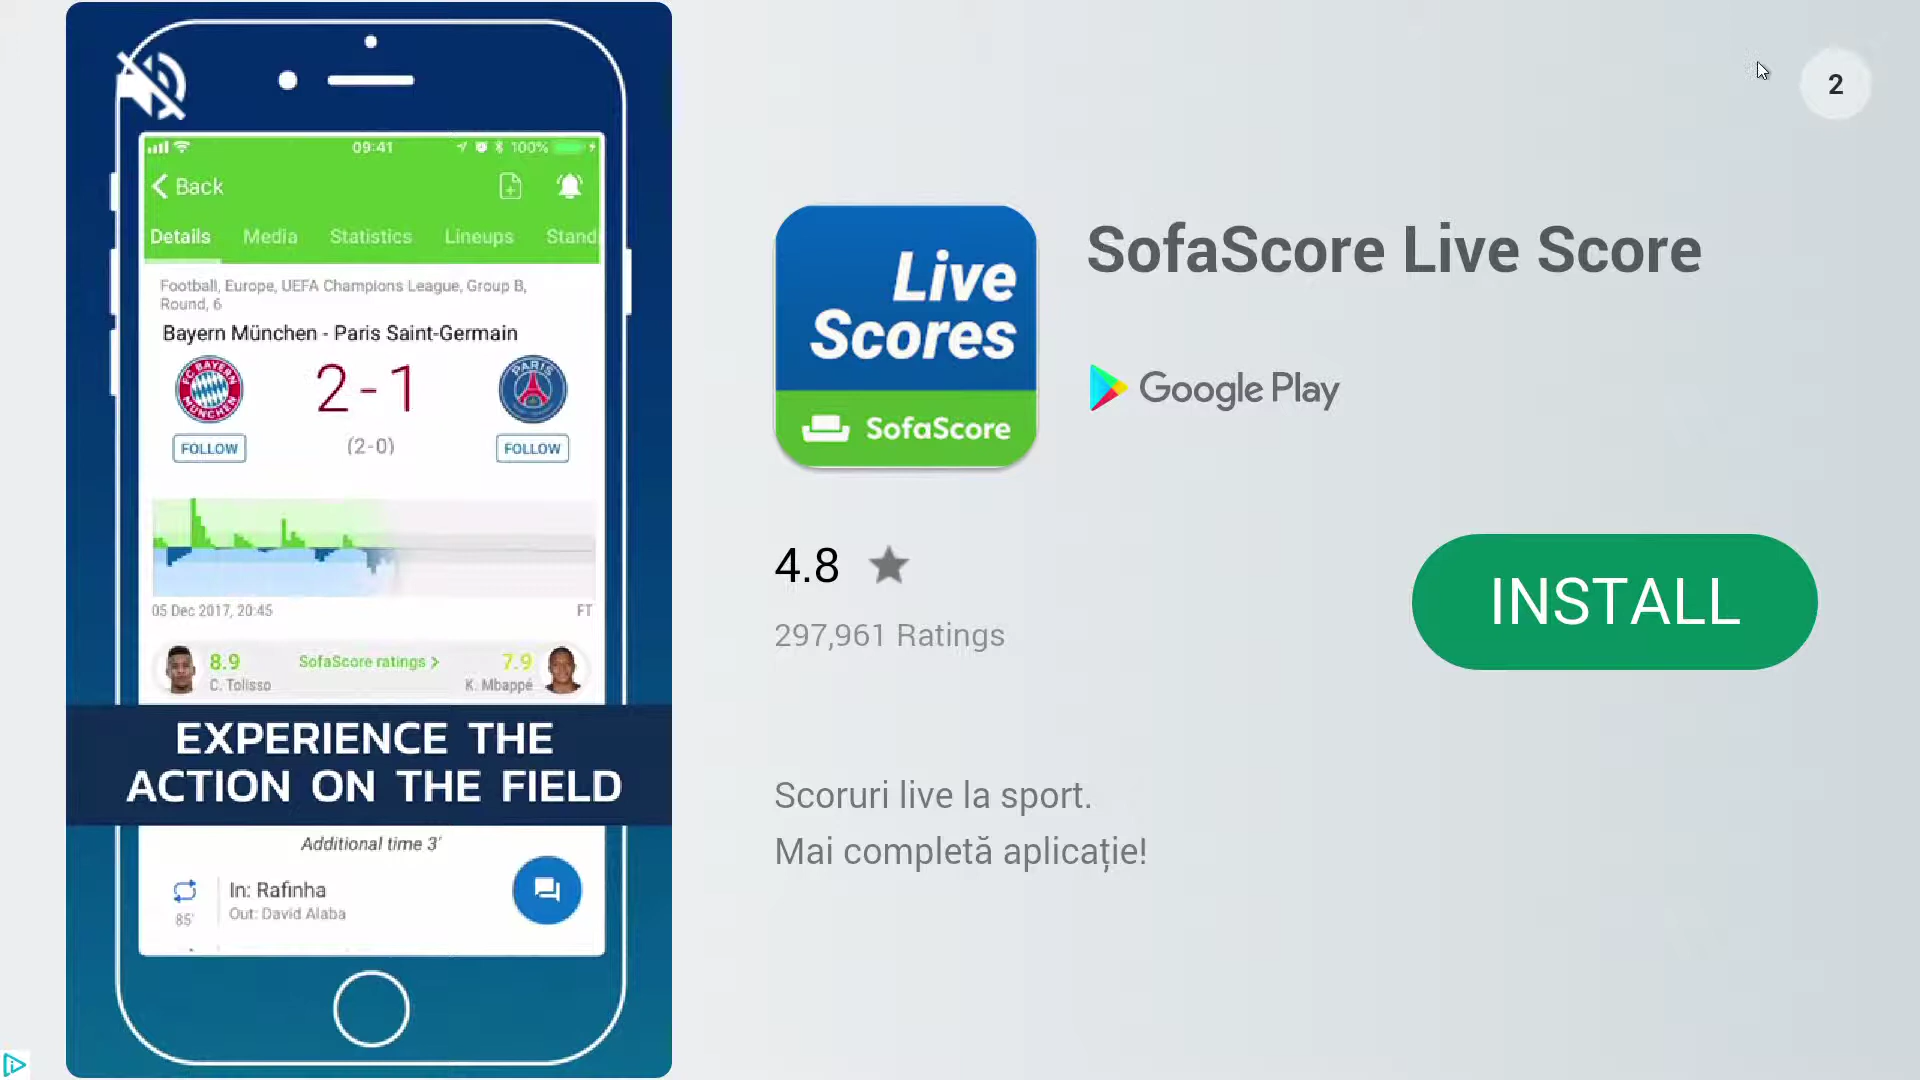 09:41
100%
Back
Details Media Statistics Lineups Stand
Football, Europe, UEFA Champions League, Group B,
Round, 6
Bayern München - Paris Saint-Germain
FC BAYERN
MÜNCHEN
2 - 1
PARIS
FOLLOW
(2-0)
FOLLOW
05 Dec 2017, 20:45
FT
8.9
SofaScore ratings >
7.9
C. Tolisso
K. Mbappé
EXPERIENCE THE
ACTION ON THE FIELD
Additional time 3'
In: Rafinha
85'
Out: David Alaba
2
Live
Scores
SofaScore
SofaScore Live Score
Google Play
4.8
297,961 Ratings
INSTALL
Scoruri live la sport.
Mai completă aplicație!